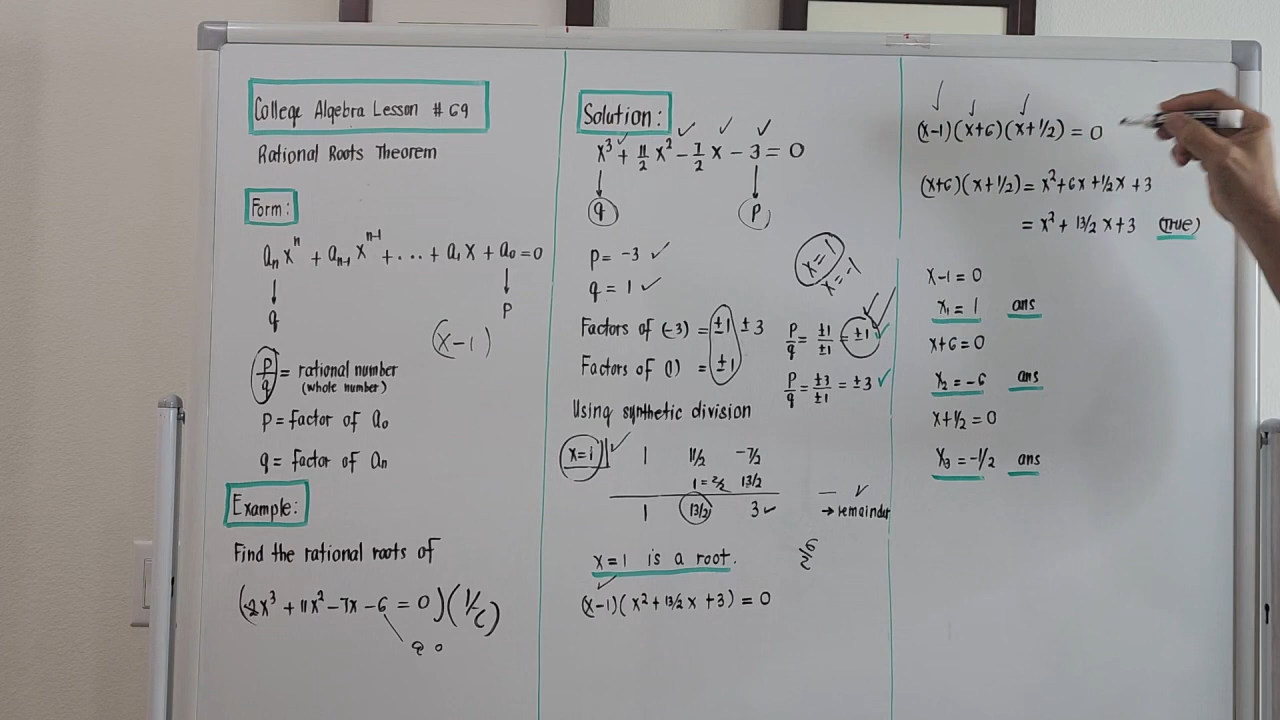 College Algebra Lesson # 69
Rational Roots Theorem
Form:
aₙxⁿ + aₙ₋₁xⁿ⁻¹ + ... + a₁x + a₀ = 0
q
p
(x-1)
p/q = rational number
(whole number)
p = factor of a₀
q = factor of aₙ
Example:
Find the rational roots of
(2x³ + 11x² - 7x - 6 = 0)
Solution:
x³ + 11/2 x² - 7/2 x - 3 = 0
q
p
p = -3 ✓
q = 1 ✓
x = 1
x = -1
Factors of (-3) = ±1 ±3
Factors of (1) = ±1
p/q = ±1/±1 = ±1 ✓
p/q = ±3/±1 = ±3 ✓
Using synthetic division
x=1 1 11/2 -7/2
1 = 2/2 13/2
1 13/2 3 ✓ → remainder
x = 1 is a root.
(x-1)(x² + 13/2 x + 3) = 0
(x-1)(x+6)(x+1/2) = 0
(x+6)(x+1/2) = x² + 6x + 1/2x + 3
= x² + 13/2 x + 3 (True)
x-1 = 0
x₁ = 1 ans
x+6 = 0
x₂ = -6 ans
x+1/2 = 0
x₃ = -1/2 ans